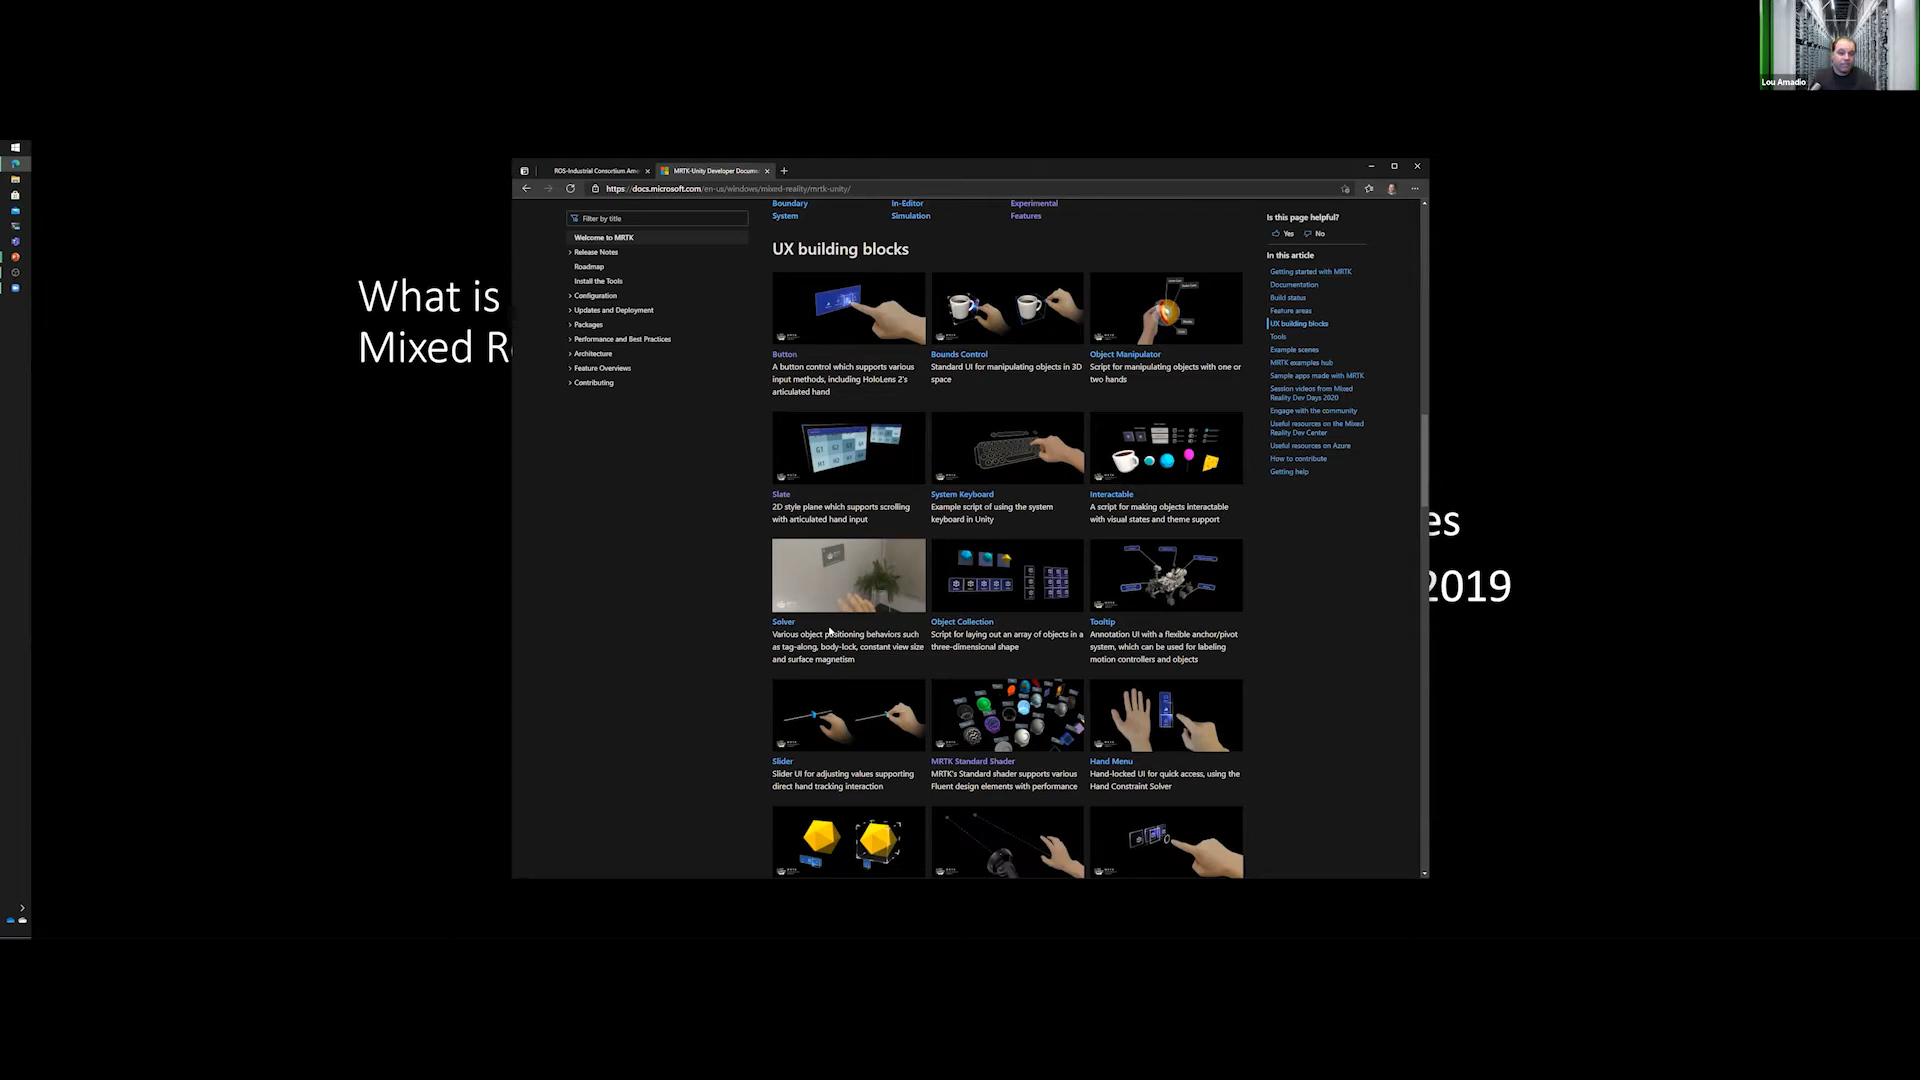 Lou Amadio
ROS-Industrial Consortium Ame
MRTK-Unity Developer Docum
https://docs.microsoft.com/en-us/windows/mixed-reality/mrtk-unity/
What is
Mixed R
es
2019
Filter by title
Welcome to MRTK
Release Notes
Roadmap
Install the Tools
Configuration
Updates and Deployment
Packages
Performance and Best Practices
Architecture
Feature Overviews
Contributing
Boundary
System
In-Editor
Simulation
Experimental
Features
UX building blocks
Button
A button control which supports various
input methods, including HoloLens 2's
articulated hand
Bounds Control
Standard UI for manipulating objects in 3D
space
Object Manipulator
Script for manipulating objects with one or
two hands
G1
H1
H2
Slate
2D style plane which supports scrolling
with articulated hand input
System Keyboard
Example script of using the system
keyboard in Unity
Interactable
A script for making objects interactable
with visual states and theme support
Solver
Various object positioning behaviors such
as tag-along, body-lock, constant view size
and surface magnetism
Object Collection
Script for laying out an array of objects in a
three-dimensional shape
Tooltip
Annotation UI with a flexible anchor/pivot
system, which can be used for labeling
motion controllers and objects
Slider
Slider UI for adjusting values supporting
direct hand tracking interaction
MRTK Standard Shader
MRTK's Standard shader supports various
Fluent design elements with performance
Hand Menu
Hand-locked UI for quick access, using the
Hand Constraint Solver
Is this page helpful?
Yes
No
In this article
Getting started with MRTK
Documentation
Build status
Feature areas
UX building blocks
Tools
Example scenes
MRTK examples hub
Sample apps made with MRTK
Session videos from Mixed
Reality Dev Days 2020
Engage with the community
Useful resources on the Mixed
Reality Dev Center
Useful resources on Azure
How to contribute
Getting help